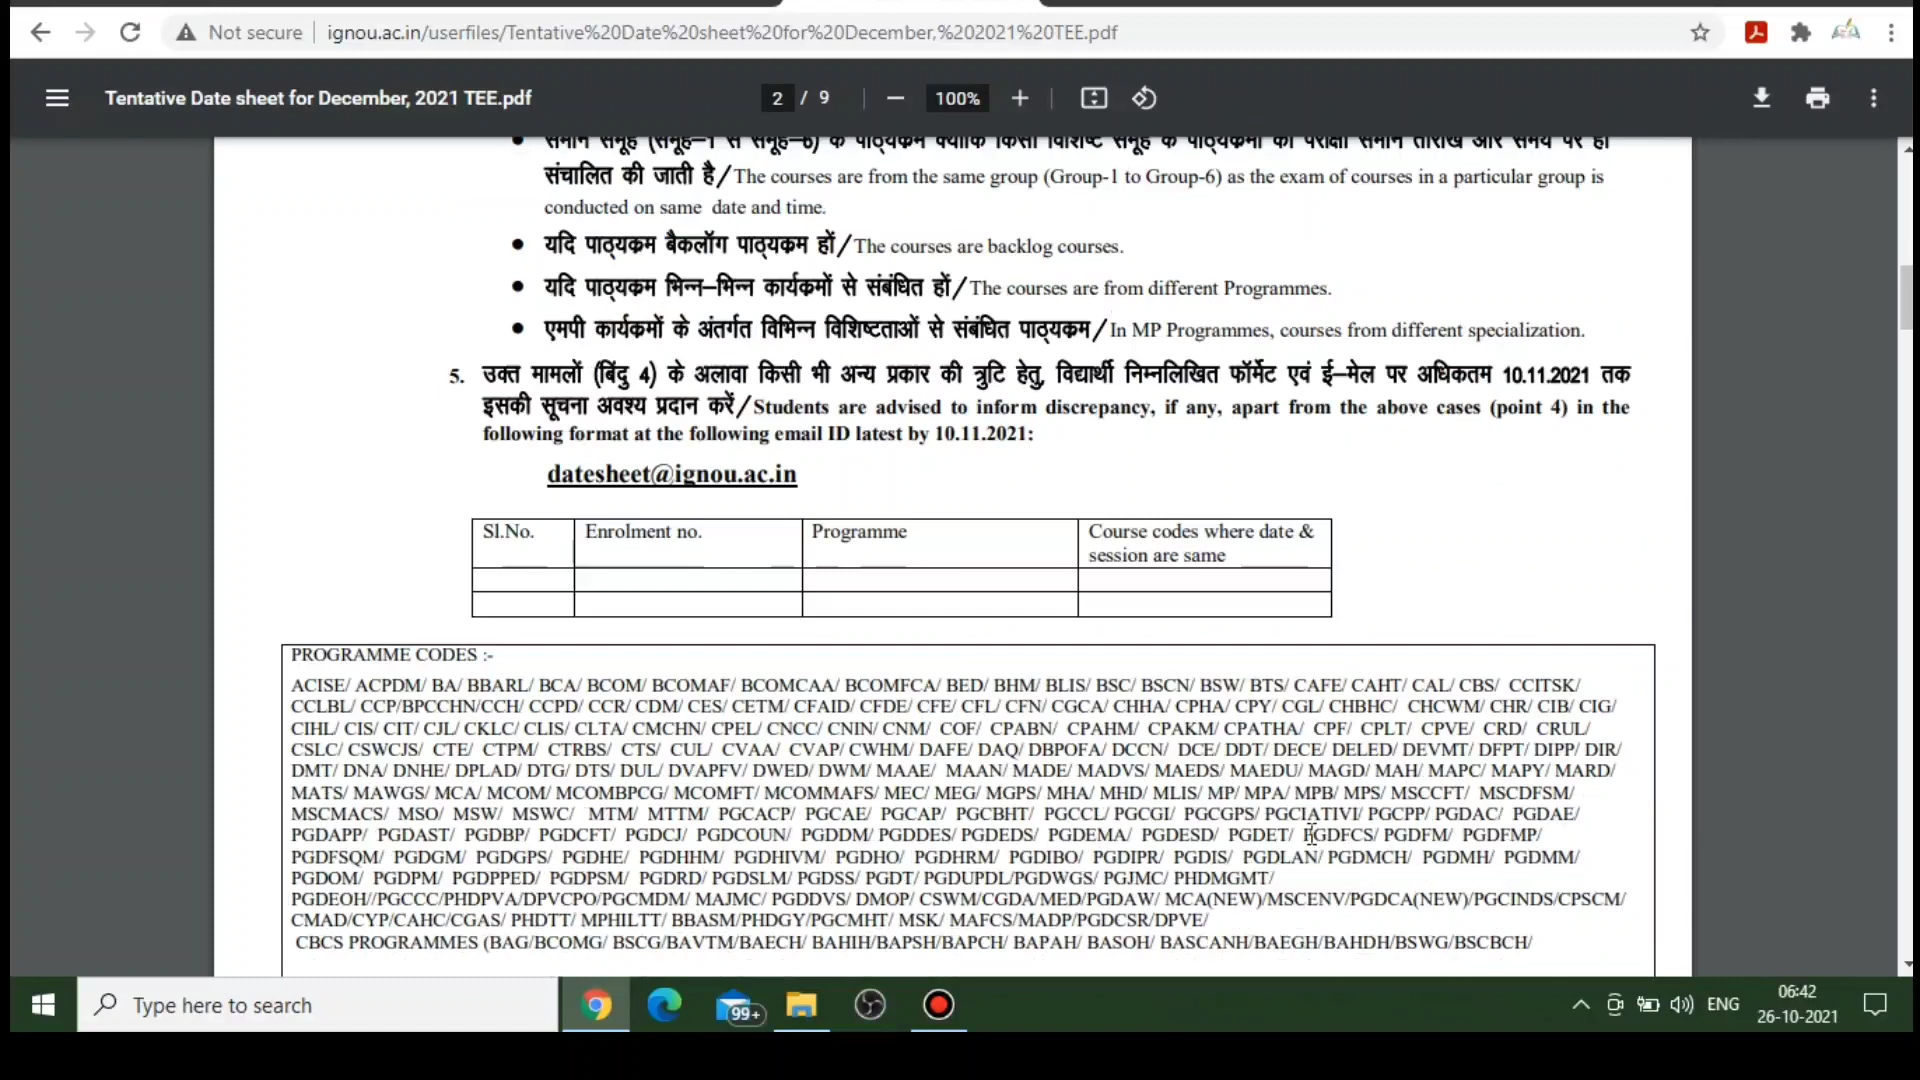 Not secure | ignou.ac.in/userfiles/Tentative%20Date%20sheet%20for%20December,%202021%20TEE.pdf
Tentative Date sheet for December, 2021 TEE.pdf 2 / 9 100%
समान समूह (समूह–1 से समूह–6) के पाठ्यक्रम क्योंकि किसी विशिष्ट समूह के पाठ्यक्रमों की परीक्षा समान तारीख और समय पर ही
संचालित की जाती है/The courses are from the same group (Group-1 to Group-6) as the exam of courses in a particular group is
conducted on same date and time.
• यदि पाठ्यक्रम बैकलॉग पाठ्यक्रम हों/The courses are backlog courses.
• यदि पाठ्यक्रम भिन्न–भिन्न कार्यक्रमों से संबंधित हों/The courses are from different Programmes.
• एमपी कार्यक्रमों के अंतर्गत विभिन्न विशिष्टताओं से संबंधित पाठ्यक्रम/In MP Programmes, courses from different specialization.
5. उक्त मामलों (बिंदु 4) के अलावा किसी भी अन्य प्रकार की त्रुटि हेतु, विद्यार्थी निम्नलिखित फॉर्मेट एवं ई–मेल पर अधिकतम 10.11.2021 तक
इसकी सूचना अवश्य प्रदान करें/Students are advised to inform discrepancy, if any, apart from the above cases (point 4) in the
following format at the following email ID latest by 10.11.2021:
datesheet@ignou.ac.in
Sl.No. Enrolment no. Programme Course codes where date &
session are same
PROGRAMME CODES :-
ACISE/ ACPDM/ BA/ BBARL/ BCA/ BCOM/ BCOMAF/ BCOMCAA/ BCOMFCA/ BED/ BHM/ BLIS/ BSC/ BSCN/ BSW/ BTS/ CAFE/ CAHT/ CAL/ CBS/ CCITSK/
CCLBL/ CCP/BPCCHN/CCH/ CCPD/ CCR/ CDM/ CES/ CETM/ CFAID/ CFDE/ CFE/ CFL/ CFN/ CGCA/ CHHA/ CPHA/ CPY/ CGL/ CHBHC/ CHCWM/ CHR/ CIB/ CIG/
CIHL/ CIS/ CIT/ CJL/ CKLC/ CLIS/ CLTA/ CMCHN/ CPEL/ CNCC/ CNIN/ CNM/ COF/ CPABN/ CPAHM/ CPAKM/ CPATHA/ CPF/ CPLT/ CPVE/ CRD/ CRUL/
CSLC/ CSWCJS/ CTE/ CTPM/ CTRBS/ CTS/ CUL/ CVAA/ CVAP/ CWHM/ DAFE/ DAQ/ DBPOFA/ DCCN/ DCE/ DDT/ DECE/ DELED/ DEVMT/ DFPT/ DIPP/ DIR/
DMT/ DNA/ DNHE/ DPLAD/ DTG/ DTS/ DUL/ DVAPFV/ DWED/ DWM/ MAAE/ MAAN/ MADE/ MADVS/ MAEDS/ MAEDU/ MAGD/ MAH/ MAPC/ MAPY/ MARD/
MATS/ MAWGS/ MCA/ MCOM/ MCOMBPCG/ MCOMFT/ MCOMMAFS/ MEC/ MEG/ MGPS/ MHA/ MHD/ MLIS/ MP/ MPA/ MPB/ MPS/ MSCCFT/ MSCDFSM/
MSCMACS/ MSO/ MSW/ MSWC/ MTM/ MTTM/ PGCACP/ PGCAE/ PGCAP/ PGCBHT/ PGCCL/ PGCGI/ PGCGPS/ PGCIATIVI/ PGCPP/ PGDAC/ PGDAE/
PGDAPP/ PGDAST/ PGDBP/ PGDCFT/ PGDCJ/ PGDCOUN/ PGDDM/ PGDDES/ PGDEDS/ PGDEMA/ PGDESD/ PGDET/ PGDFCS/ PGDFM/ PGDFMP/
PGDFSQM/ PGDGM/ PGDGPS/ PGDHE/ PGDHHM/ PGDHIVM/ PGDHO/ PGDHRM/ PGDIBO/ PGDIPR/ PGDIS/ PGDLAN/ PGDMCH/ PGDMH/ PGDMM/
PGDOM/ PGDPM/ PGDPPED/ PGDPSM/ PGDRD/ PGDSLM/ PGDSS/ PGDT/ PGDUPDL/PGDWGS/ PGJMC/ PHDMGMT/
PGDEOH//PGCCC/PHDPVA/DPVCPO/PGCMDM/ MAJMC/ PGDDVS/ DMOP/ CSWM/CGDA/MED/PGDAW/ MCA(NEW)/MSCENV/PGDCA(NEW)/PGCINDS/CPSCM/
CMAD/CYP/CAHC/CGAS/ PHDTT/ MPHILTT/ BBASM/PHDGY/PGCMHT/ MSK/ MAFCS/MADP/PGDCSR/DPVE/
CBCS PROGRAMMES (BAG/BCOMG/ BSCG/BAVTM/BAECH/ BAHIH/BAPSH/BAPCH/ BAPAH/ BASOH/ BASCANH/BAEGH/BAHDH/BSWG/BSCBCH/
Type here to search 99+ ENG 06:42
26-10-2021